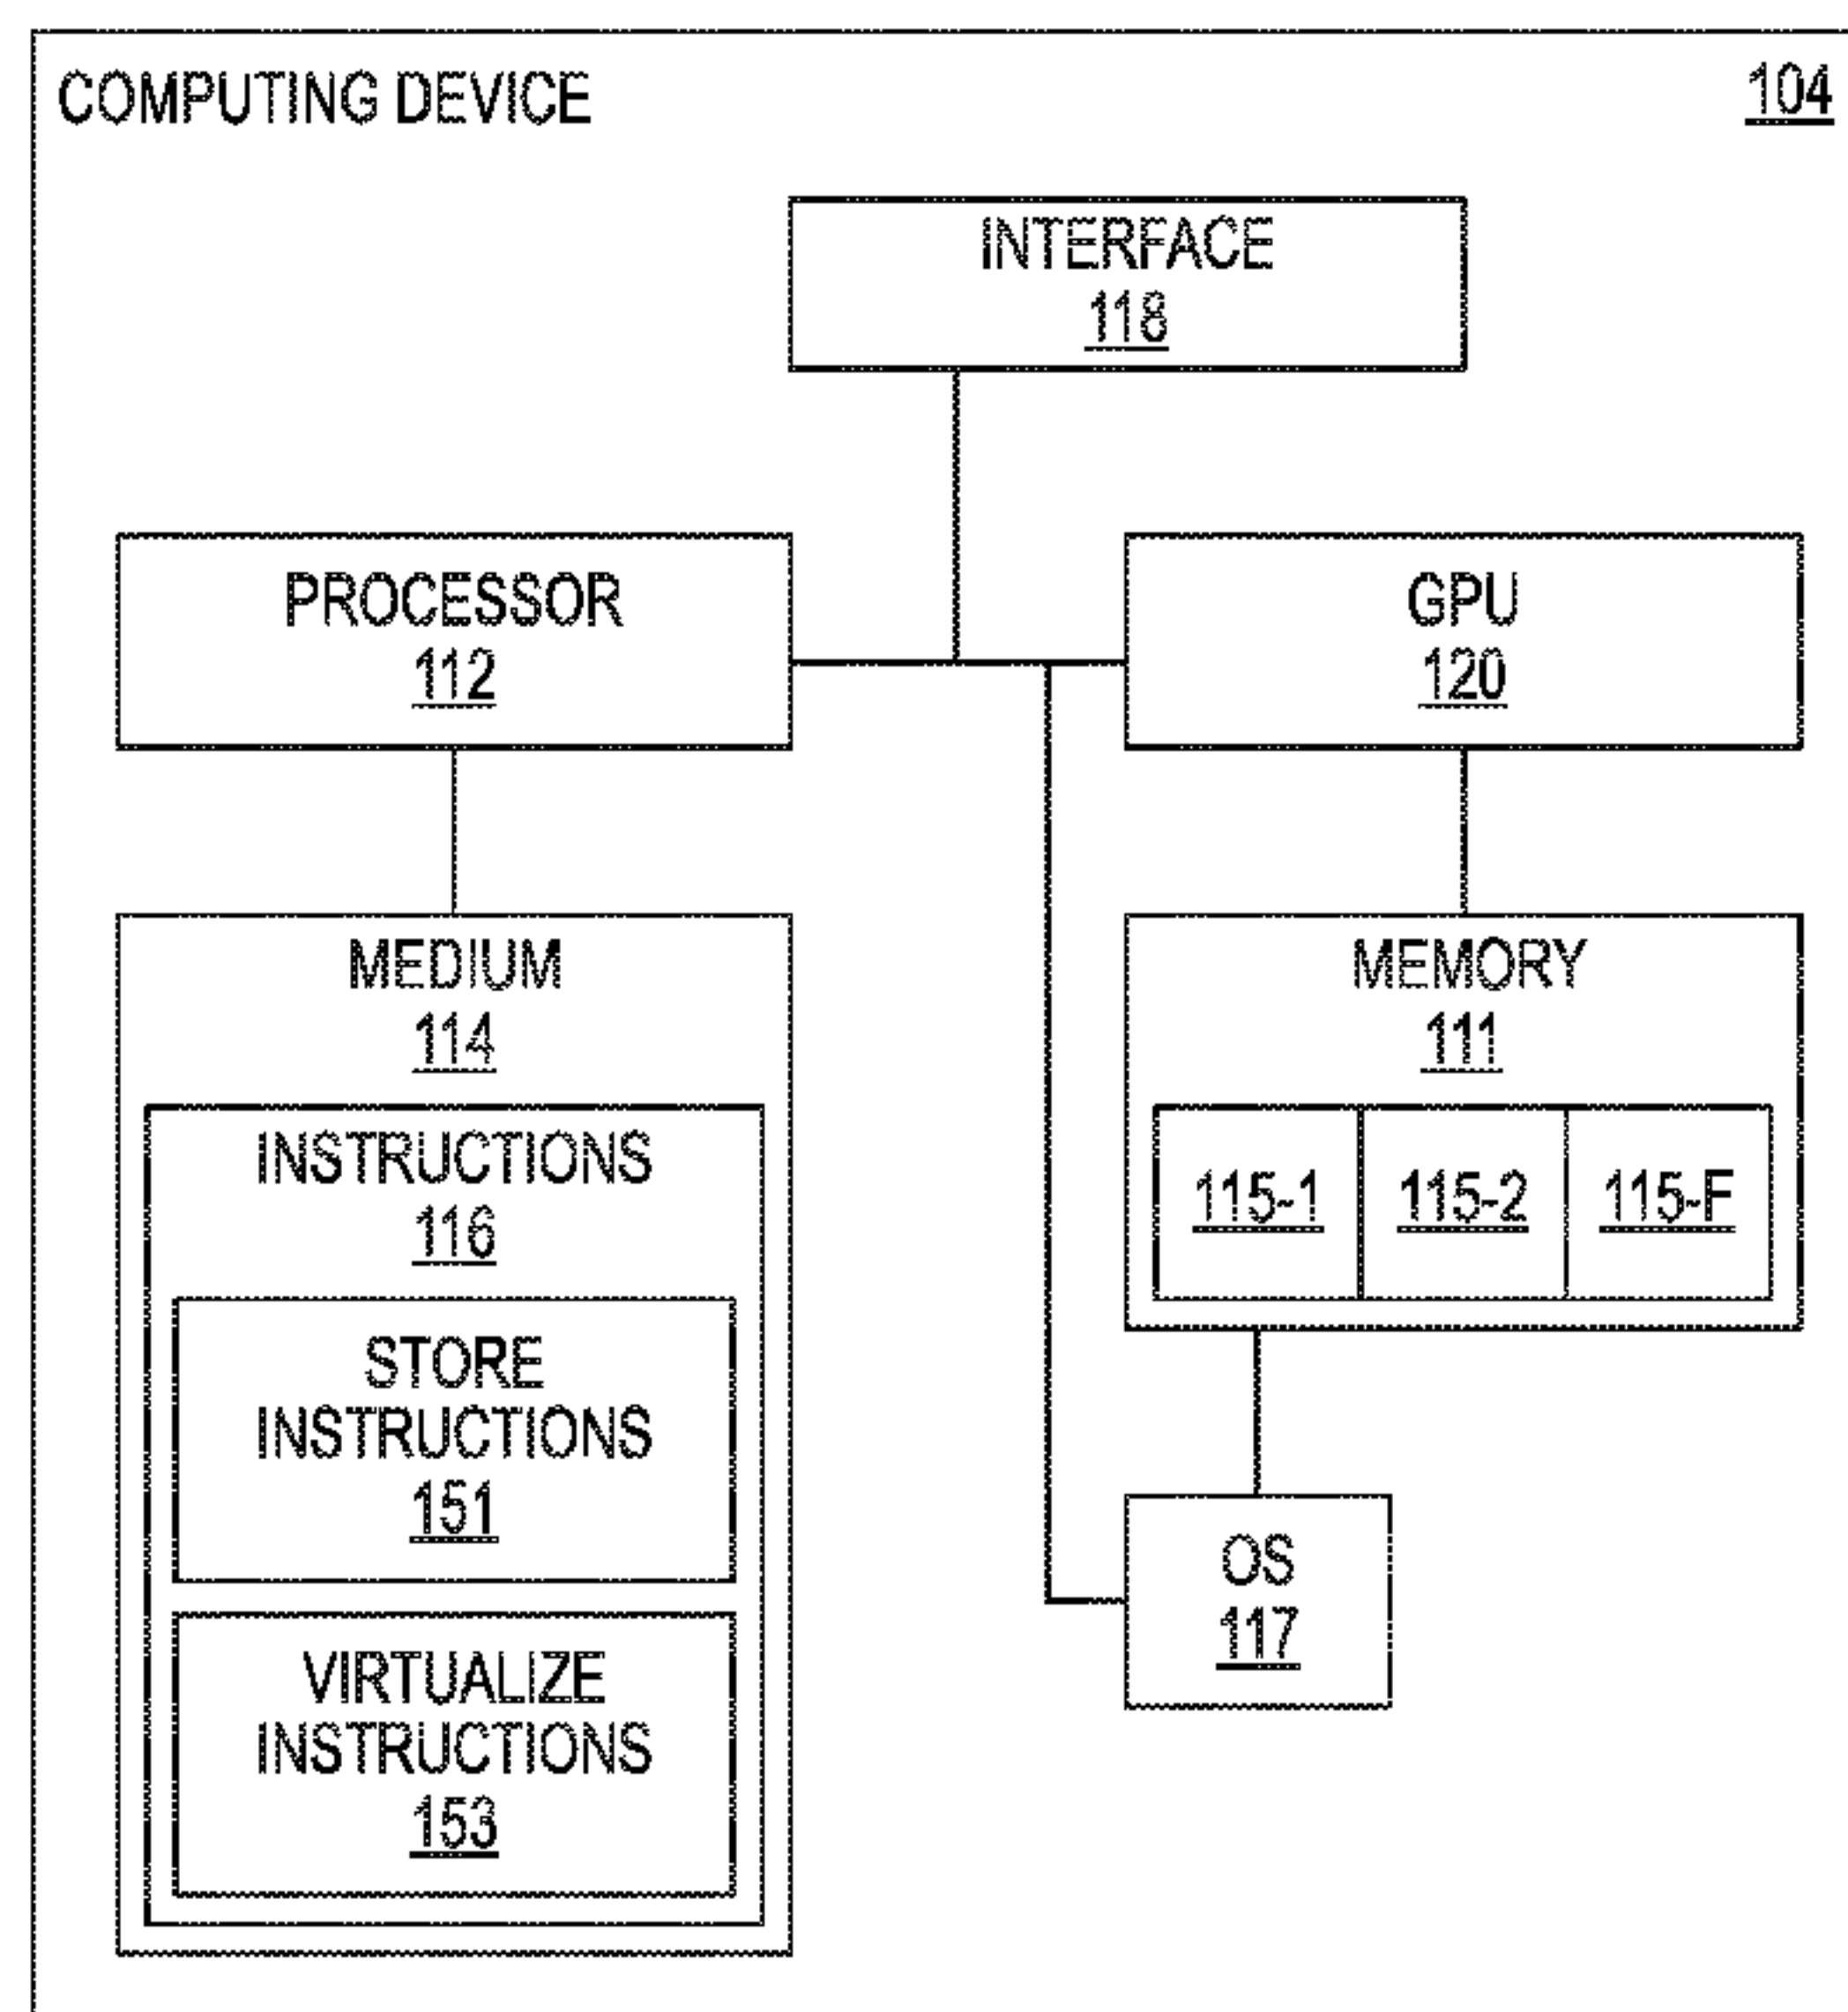 COMPUTING DEVICE 104
INTERFACE
118
PROCESSOR
112
GPU
120
MEDIUM
114
INSTRUCTIONS
116
STORE
INSTRUCTIONS
151
VIRTUALIZE
INSTRUCTIONS
153
MEMORY
111
115-1 115-2 115-F
OS
117